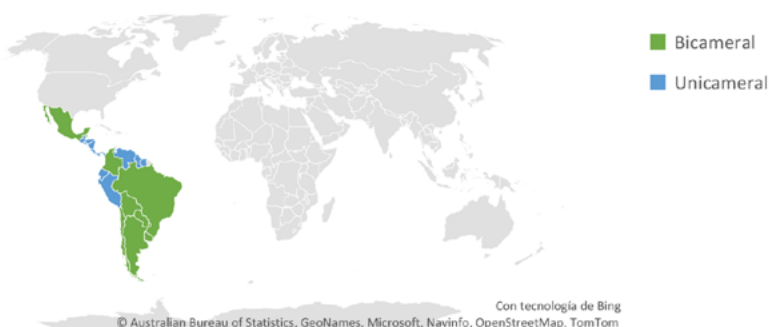 Bicameral
Unicameral
Con tecnología de Bing
© Australian Bureau of Statistics, GeoNames, Microsoft, Navinfo, OpenStreetMap, TomTom